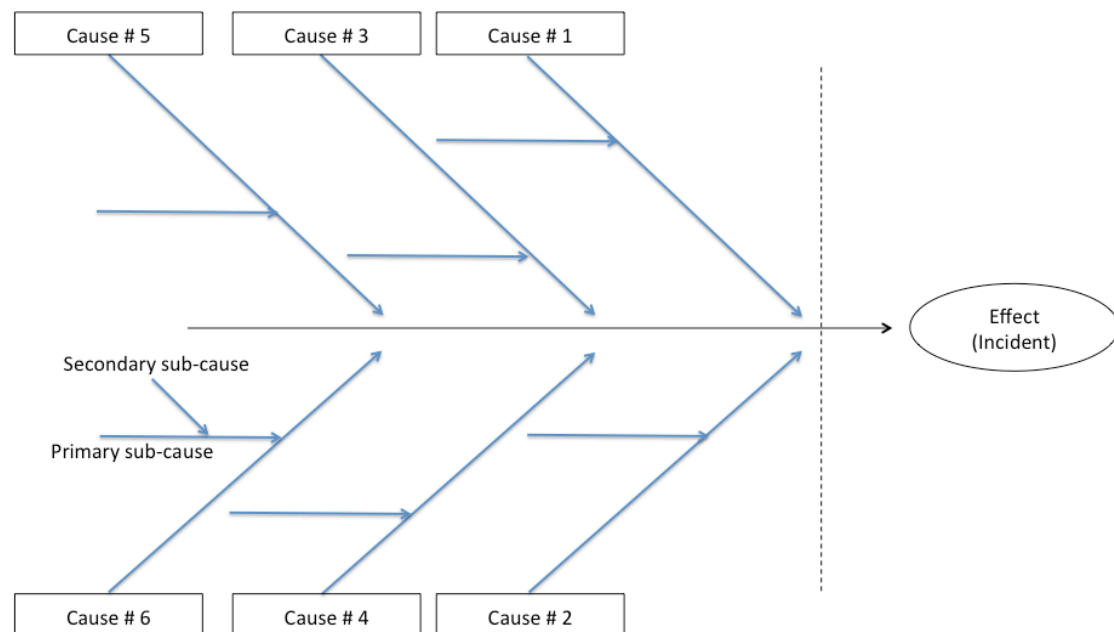 Cause # 5
Cause # 3
Cause # 1
Effect
(Incident)
Secondary sub-cause
Primary sub-cause
Cause # 6
Cause # 4
Cause # 2